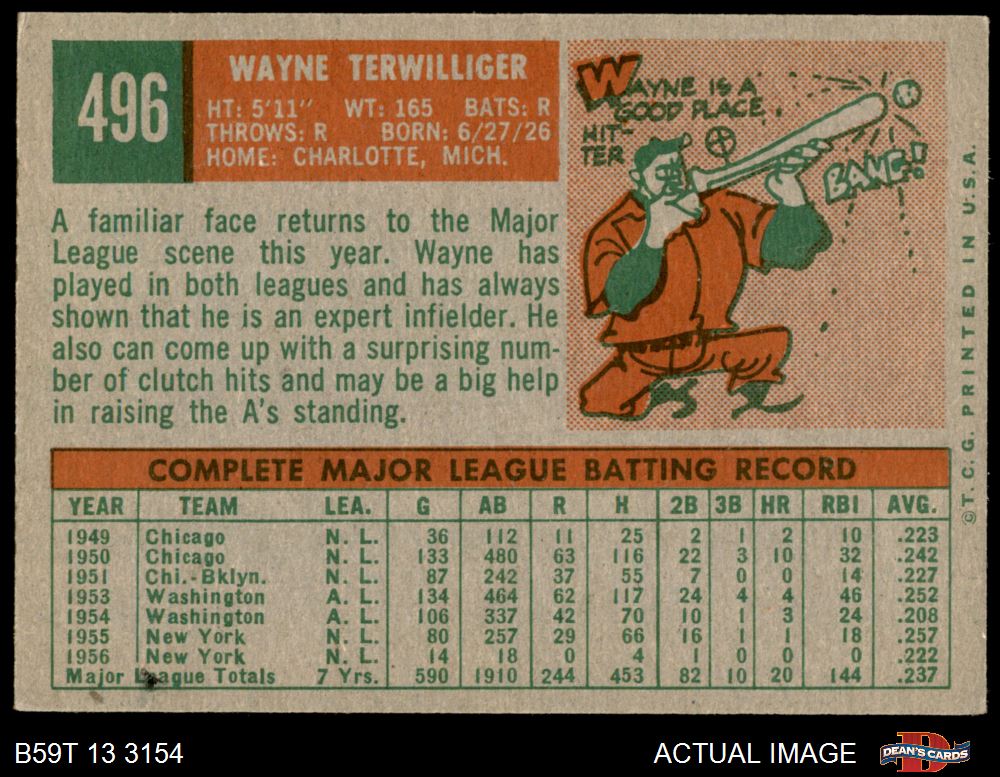 496
WAYNE TERWILLIGER
HT: 5'11" WT: 165 BATS: R
THROWS: R BORN: 6/27/26
HOME: CHARLOTTE, MICH.
A familiar face returns to the Major
League scene this year. Wayne has
played in both leagues and has always
shown that he is an expert infielder. He
also can come up with a surprising num-
ber of clutch hits and may be a big help
in raising the A's standing.
WAYNE IS A
GOOD PLACE
HIT-
TER
BANG!
COMPLETE MAJOR LEAGUE BATTING RECORD
YEAR TEAM LEA. G AB R H 2B 3B HR RBI AVG.
1949 Chicago N. L. 36 112 11 25 2 1 2 10 .223
1950 Chicago N. L. 133 480 63 116 22 3 10 32 .242
1951 Chi.-Bklyn. N. L. 87 242 37 55 7 0 0 14 .227
1953 Washington A. L. 134 464 62 117 24 4 4 46 .252
1954 Washington A. L. 106 337 42 70 10 1 3 24 .208
1955 New York N. L. 80 257 29 66 16 1 1 18 .257
1956 New York N. L. 14 18 0 4 1 0 0 0 .222
Major League Totals 7 Yrs. 590 1910 244 453 82 10 20 144 .237
©T. C. G. PRINTED IN U.S.A.
B59T 13 3154
ACTUAL IMAGE
DEAN'S CARDS